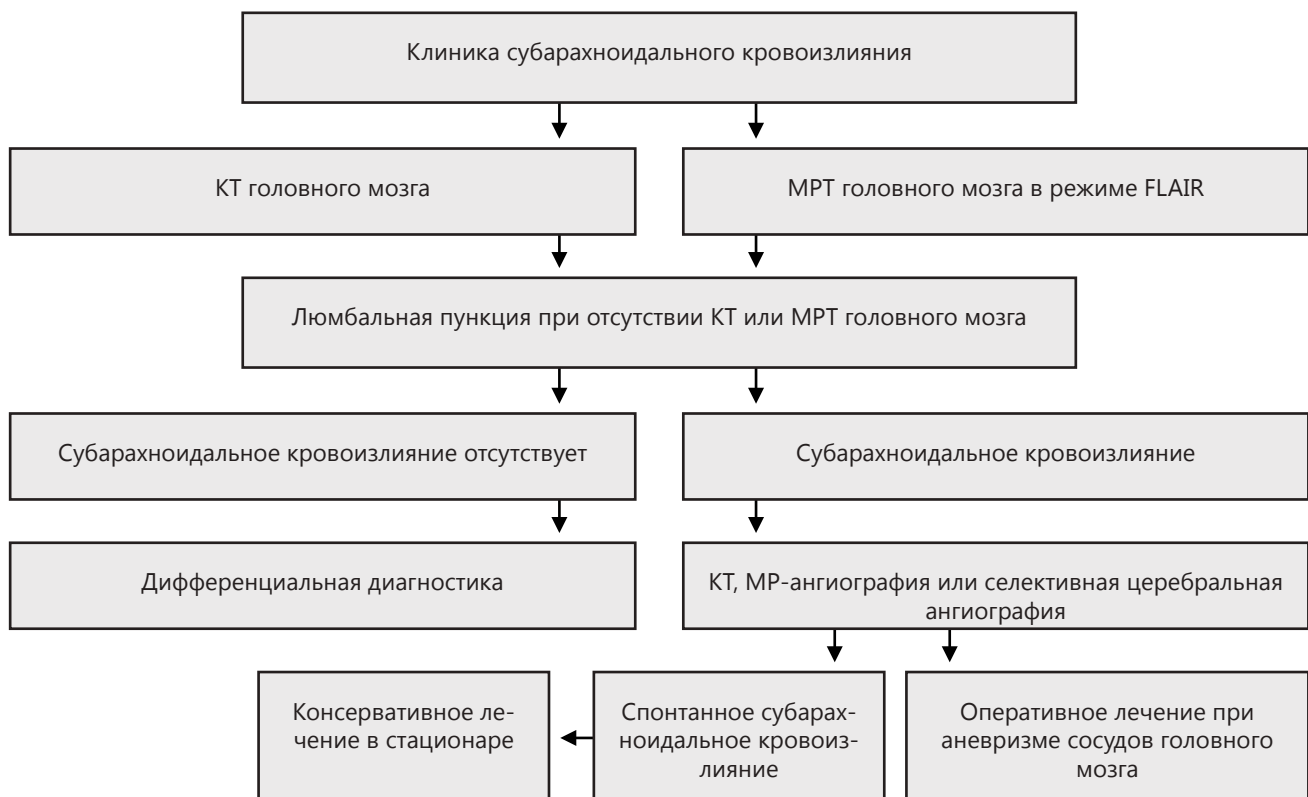 Клиника субарахноидального кровоизлияния
КТ головного мозга
МРТ головного мозга в режиме FLAIR
Люмбальная пункция при отсутствии КТ или МРТ головного мозга
Субарахноидальное кровоизлияние отсутствует
Субарахноидальное кровоизлияние
Дифференциальная диагностика
КТ, МР-ангиография или селективная церебральная
ангиография
Консервативное ле-
чение в стационаре
Спонтанное субарах-
ноидальное кровоиз-
лияние
Оперативное лечение при
аневризме сосудов головного
мозга